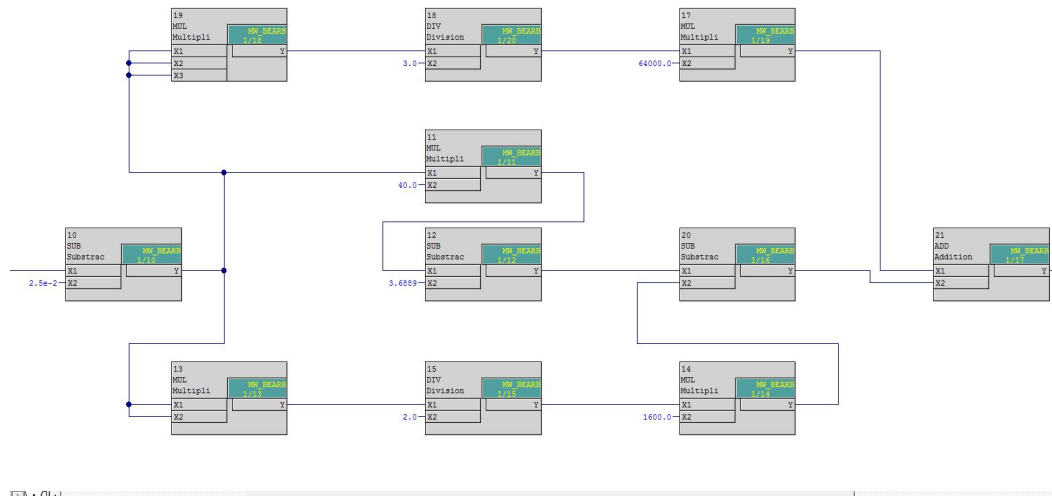 19
MUL
Multipli
MW_BEARB
1/18
X1
Y
X2
X3
18
DIV
Division
MW_BEARB
1/20
X1
Y
3.0
X2
17
MUL
Multipli
MW_BEARB
1/19
X1
Y
64000.0
X2
11
MUL
Multipli
MW_BEARB
1/11
X1
Y
40.0
X2
10
SUB
Substrac
MW_BEARB
1/10
X1
Y
2.5e-2
X2
12
SUB
Substrac
MW_BEARB
1/12
X1
Y
3.6889
X2
20
SUB
Substrac
MW_BEARB
1/16
X1
Y
X2
21
ADD
Addition
MW_BEARB
1/17
X1
Y
X2
13
MUL
Multipli
MW_BEARB
1/13
X1
Y
X2
15
DIV
Division
MW_BEARB
1/15
X1
Y
2.0
X2
14
MUL
Multipli
MW_BEARB
1/14
X1
Y
1600.0
X2